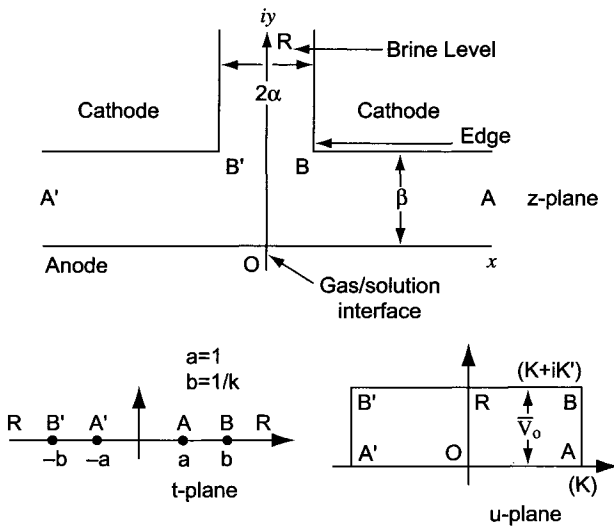 iy
R
Brine Level
2α
Cathode
Cathode
Edge
B'
B
A'
β
A
z-plane
Anode
O
x
Gas/solution
interface
a=1
b=1/k
R
B'
A'
A
B
R
–b
–a
a
b
t-plane
(K+iK')
B'
R
B
V̄o
A'
O
A
(K)
u-plane